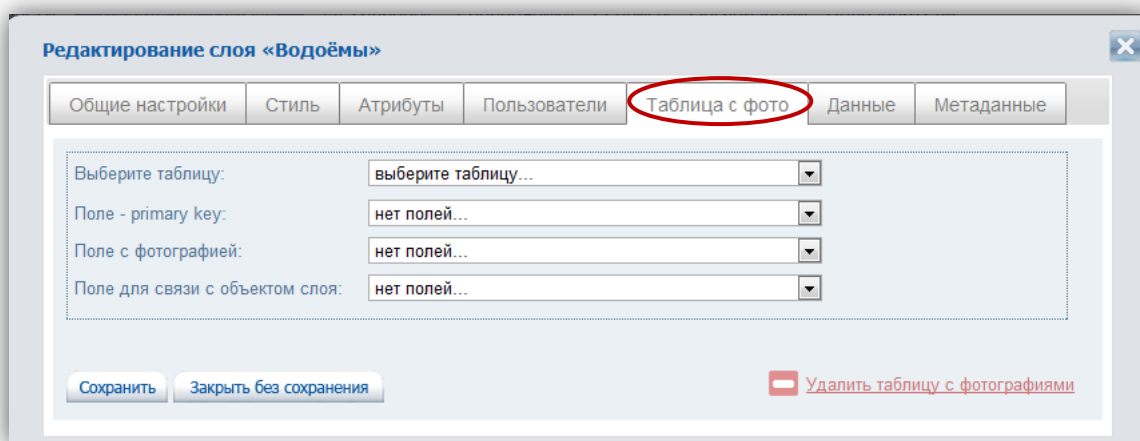 Редактирование слоя «Водоёмы»
Общие настройки Стиль Атрибуты Пользователи Таблица с фото Данные Метаданные
Выберите таблицу: выберите таблицу...
Поле - primary key: нет полей...
Поле с фотографией: нет полей...
Поле для связи с объектом слоя: нет полей...
Сохранить Закрыть без сохранения Удалить таблицу с фотографиями